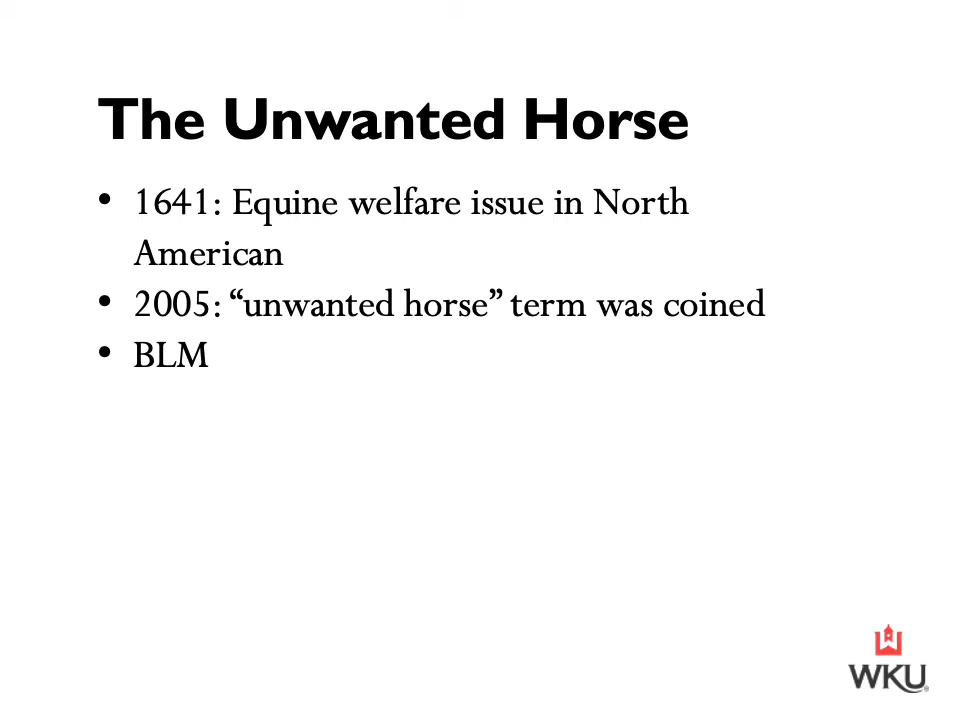 The Unwanted Horse
• 1641: Equine welfare issue in North
American
• 2005: “unwanted horse” term was coined
• BLM
WKU®